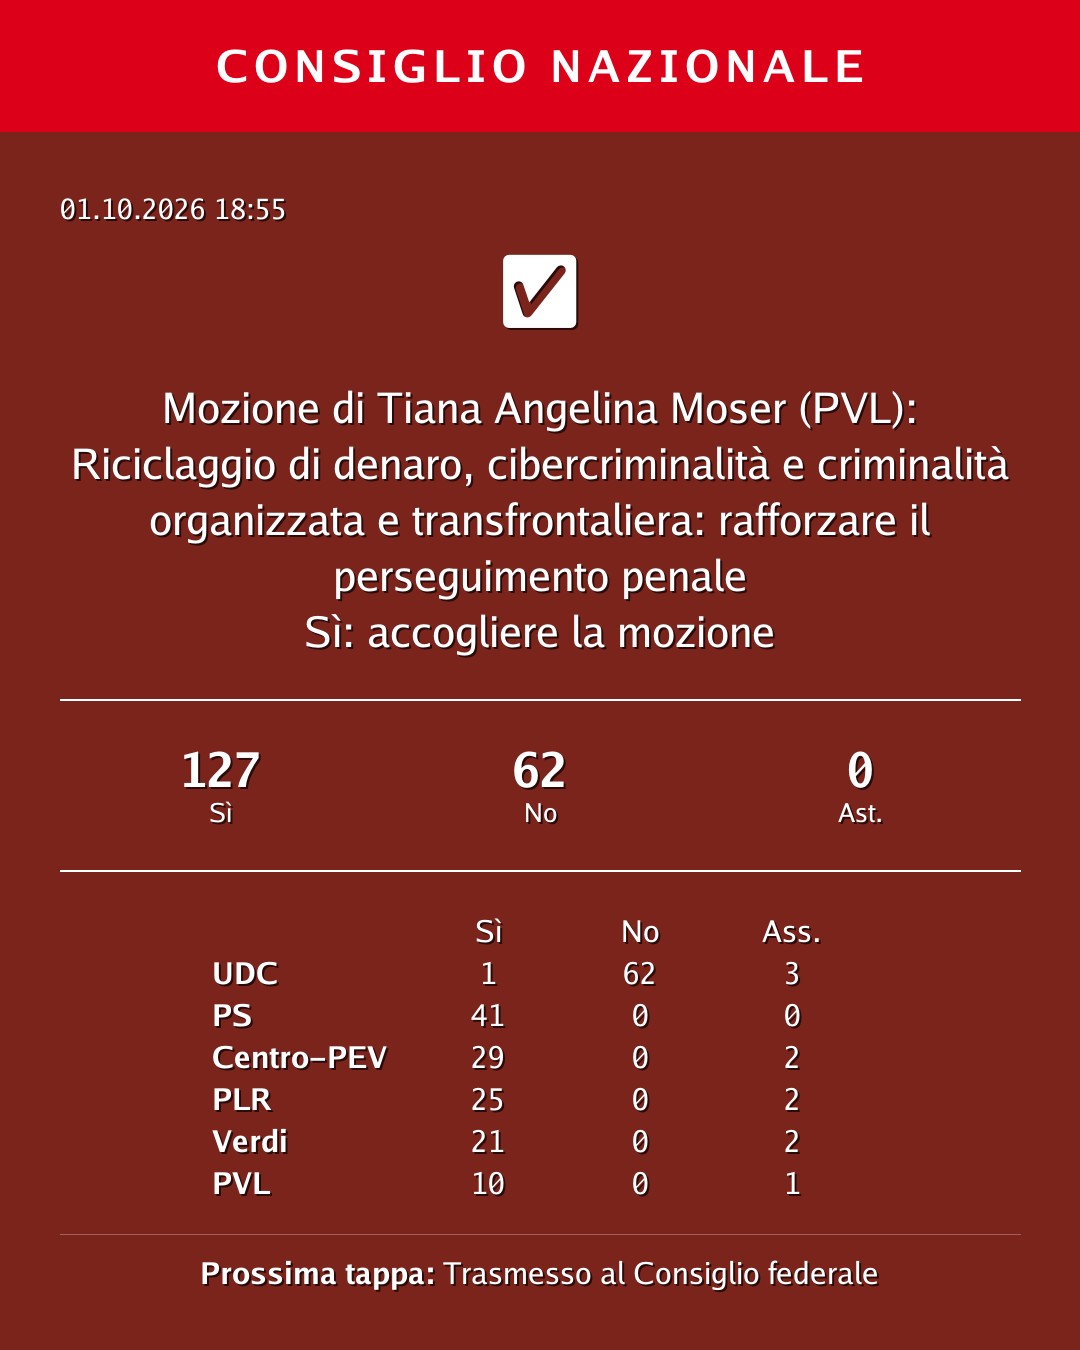 CONSIGLIO NAZIONALE
01.10.2026 18:55
Mozione di Tiana Angelina Moser (PVL):
Riciclaggio di denaro, cibercriminalità e criminalità
organizzata e transfrontaliera: rafforzare il
perseguimento penale
Sì: accogliere la mozione
127 62 0
Sì No Ast.
Sì No Ass.
UDC 1 62 3
PS 41 0 0
Centro-PEV 29 0 2
PLR 25 0 2
Verdi 21 0 2
PVL 10 0 1
Prossima tappa: Trasmesso al Consiglio federale